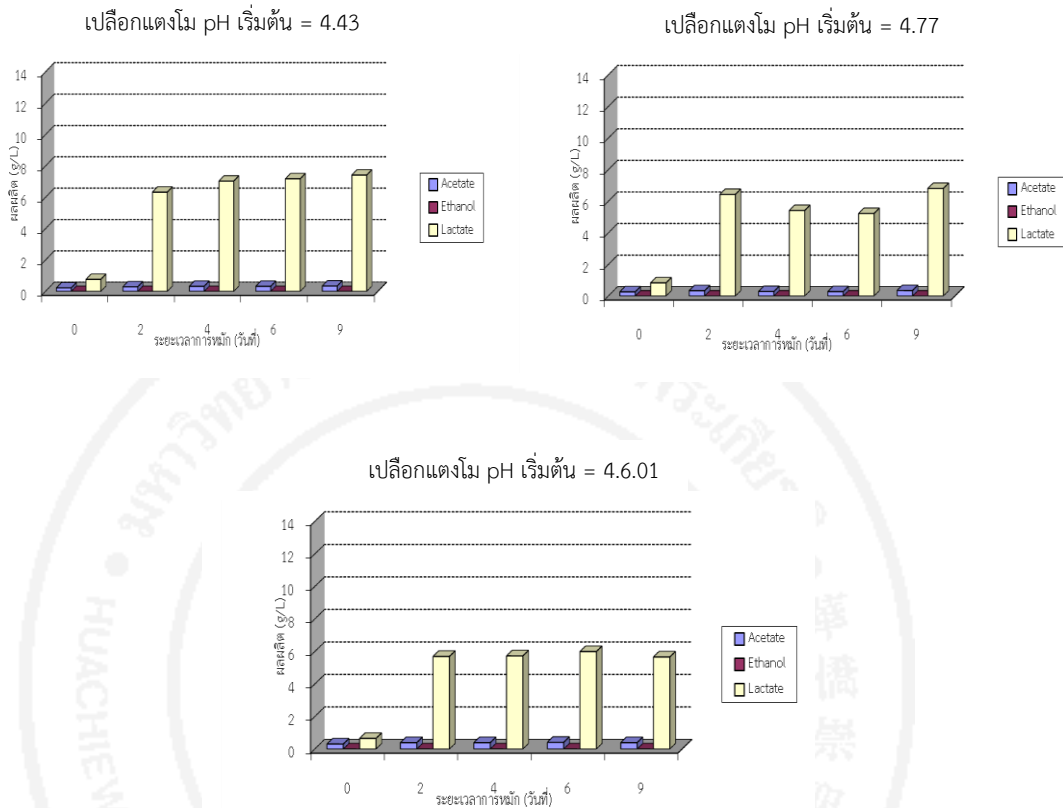 เปลือกแตงโม pH เริ่มต้น = 4.43
14
12
10
8
6
4
2
0
ผลผลิต (g/L)
0 2 4 6 9
ระยะเวลาการหมัก (วันที่)
Acetate
Ethanol
Lactate
เปลือกแตงโม pH เริ่มต้น = 4.77
14
12
10
8
6
4
2
0
ผลผลิต (g/L)
0 2 4 6 9
ระยะเวลาการหมัก (วันที่)
Acetate
Ethanol
Lactate
เปลือกแตงโม pH เริ่มต้น = 4.6.01
14
12
10
8
6
4
2
0
ผลผลิต (g/L)
0 2 4 6 9
ระยะเวลาการหมัก (วันที่)
Acetate
Ethanol
Lactate
HUACHIEW